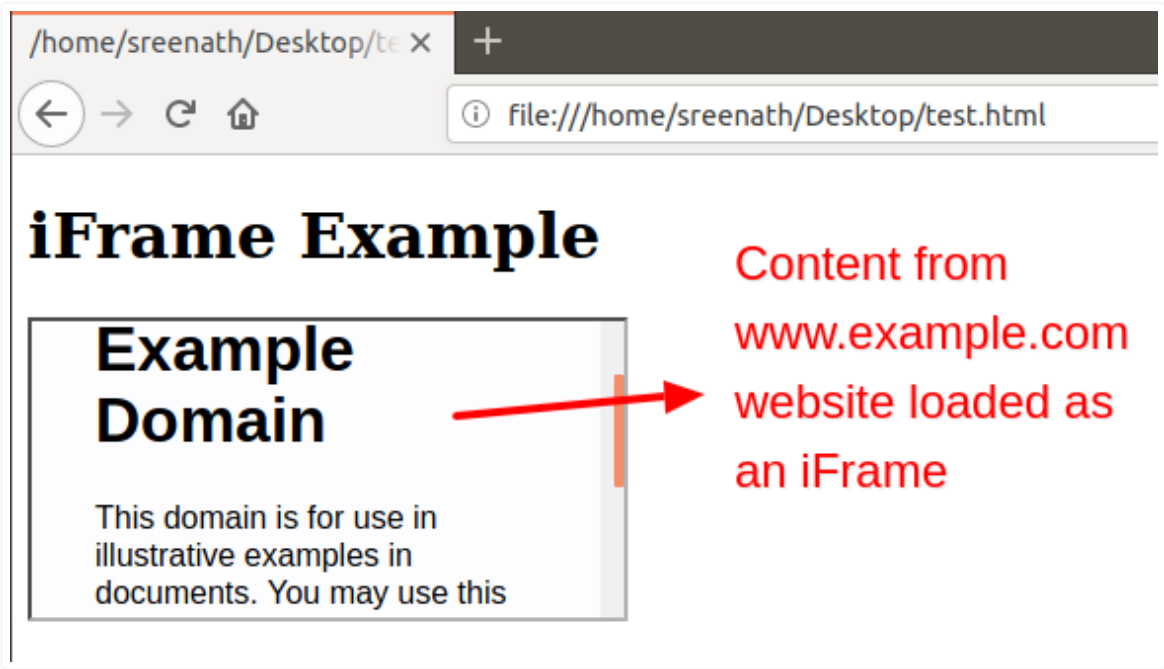 /home/sreenath/Desktop/te
file:///home/sreenath/Desktop/test.html
iFrame Example
Example
Domain
This domain is for use in
illustrative examples in
documents. You may use this
Content from
www.example.com
website loaded as
an iFrame